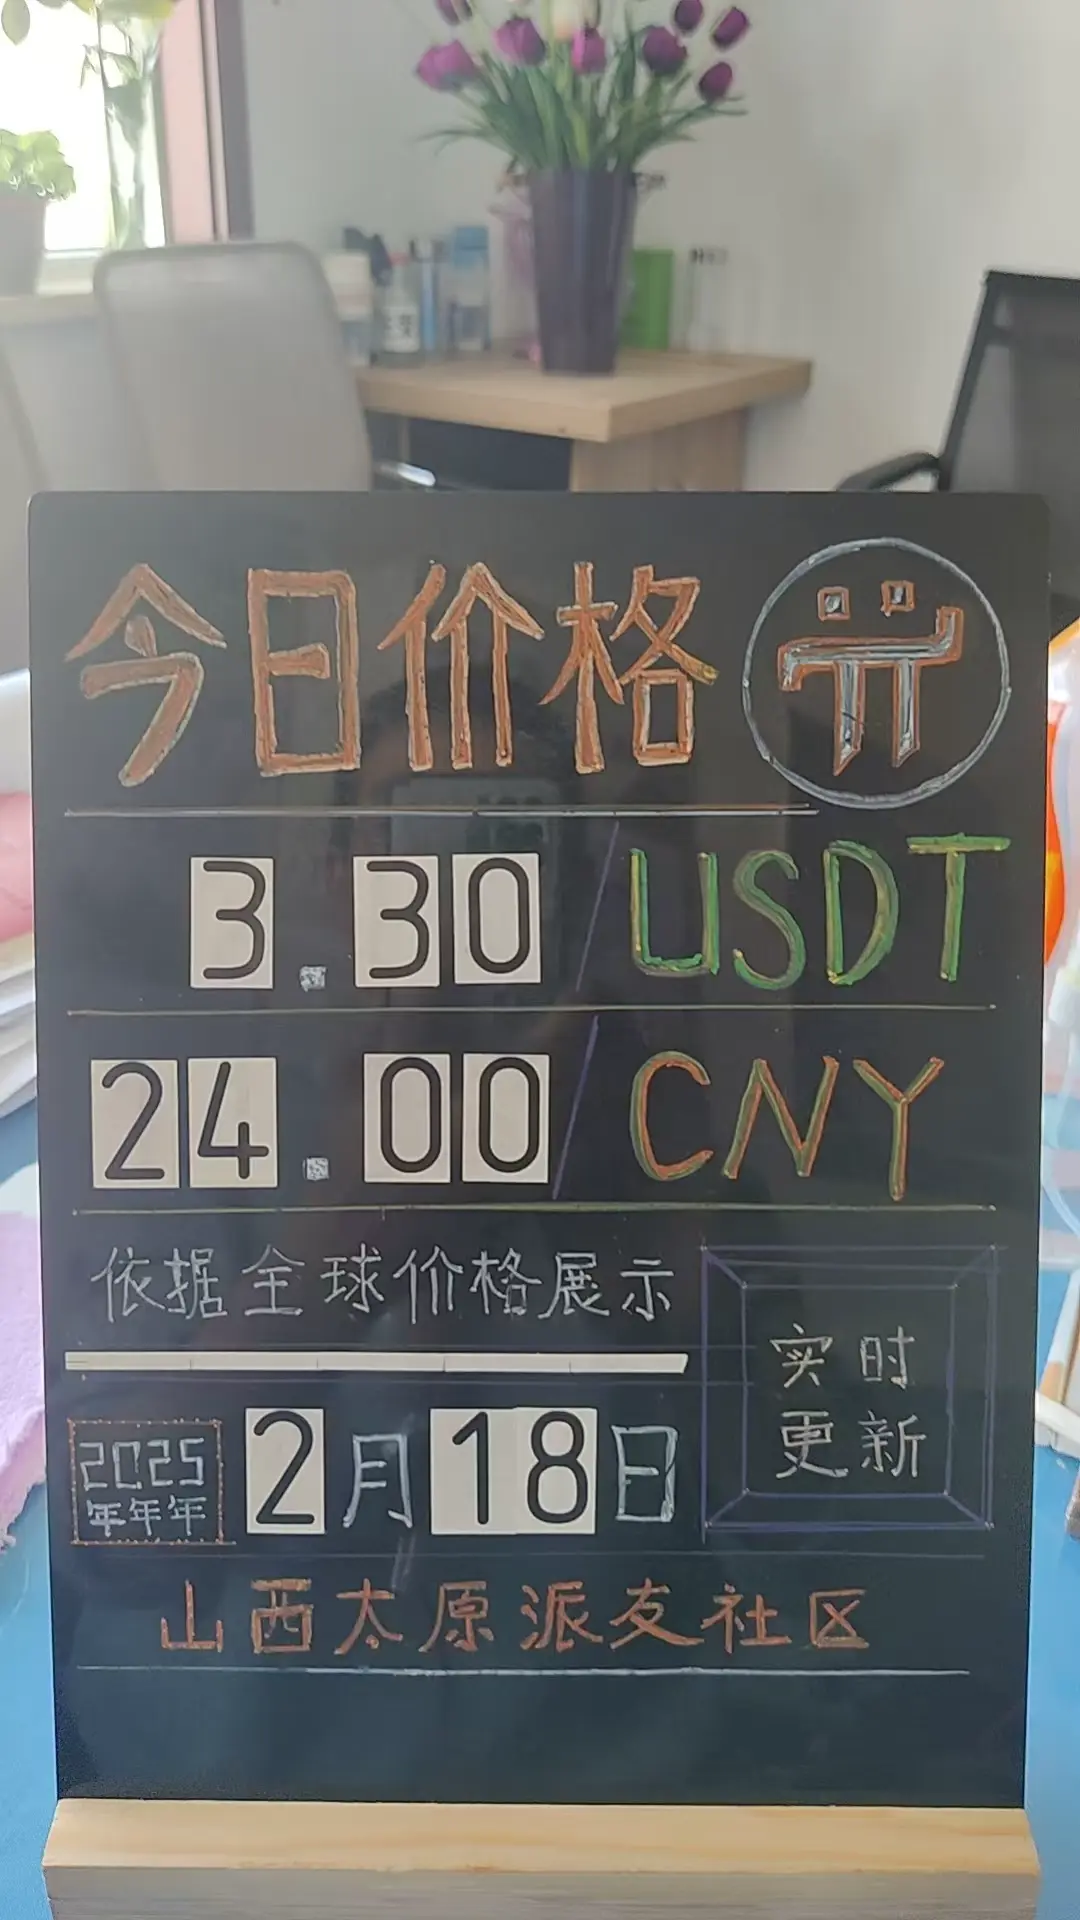 今日价格
3.30/USDT
24.00/CNY
依据全球价格展示
实时
更新
2025
年年年
2月18日
山西太原派友社区